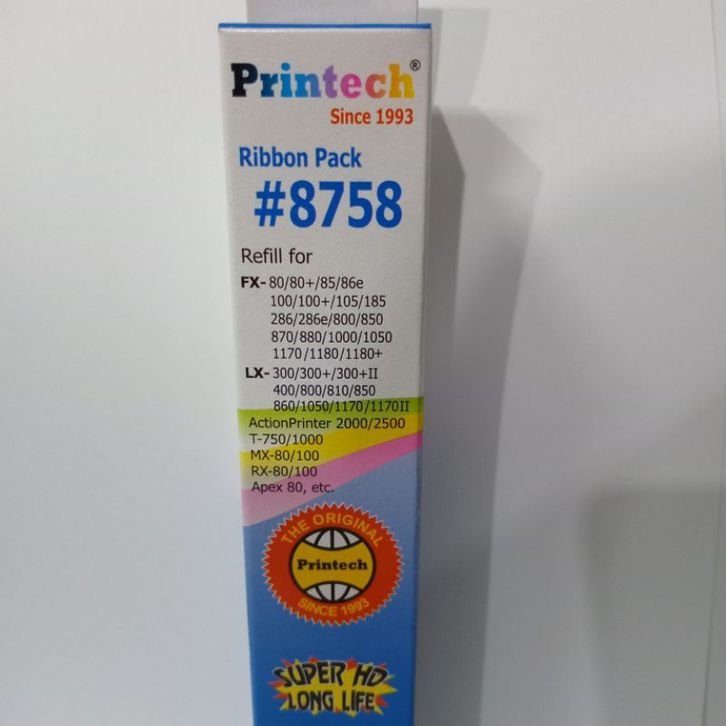 Printech®
Since 1993
Ribbon Pack
#8758
Refill for
FX- 80/80+/85/86e
100/100+/105/185
286/286e/800/850
870/880/1000/1050
1170/1180/1180+
LX- 300/300+/300+II
400/800/810/850
860/1050/1170/1170II
ActionPrinter 2000/2500
T-750/1000
MX-80/100
RX-80/100
Apex 80, etc.
THE ORIGINAL
Printech
SINCE 1993
SUPER HD
LONG LIFE